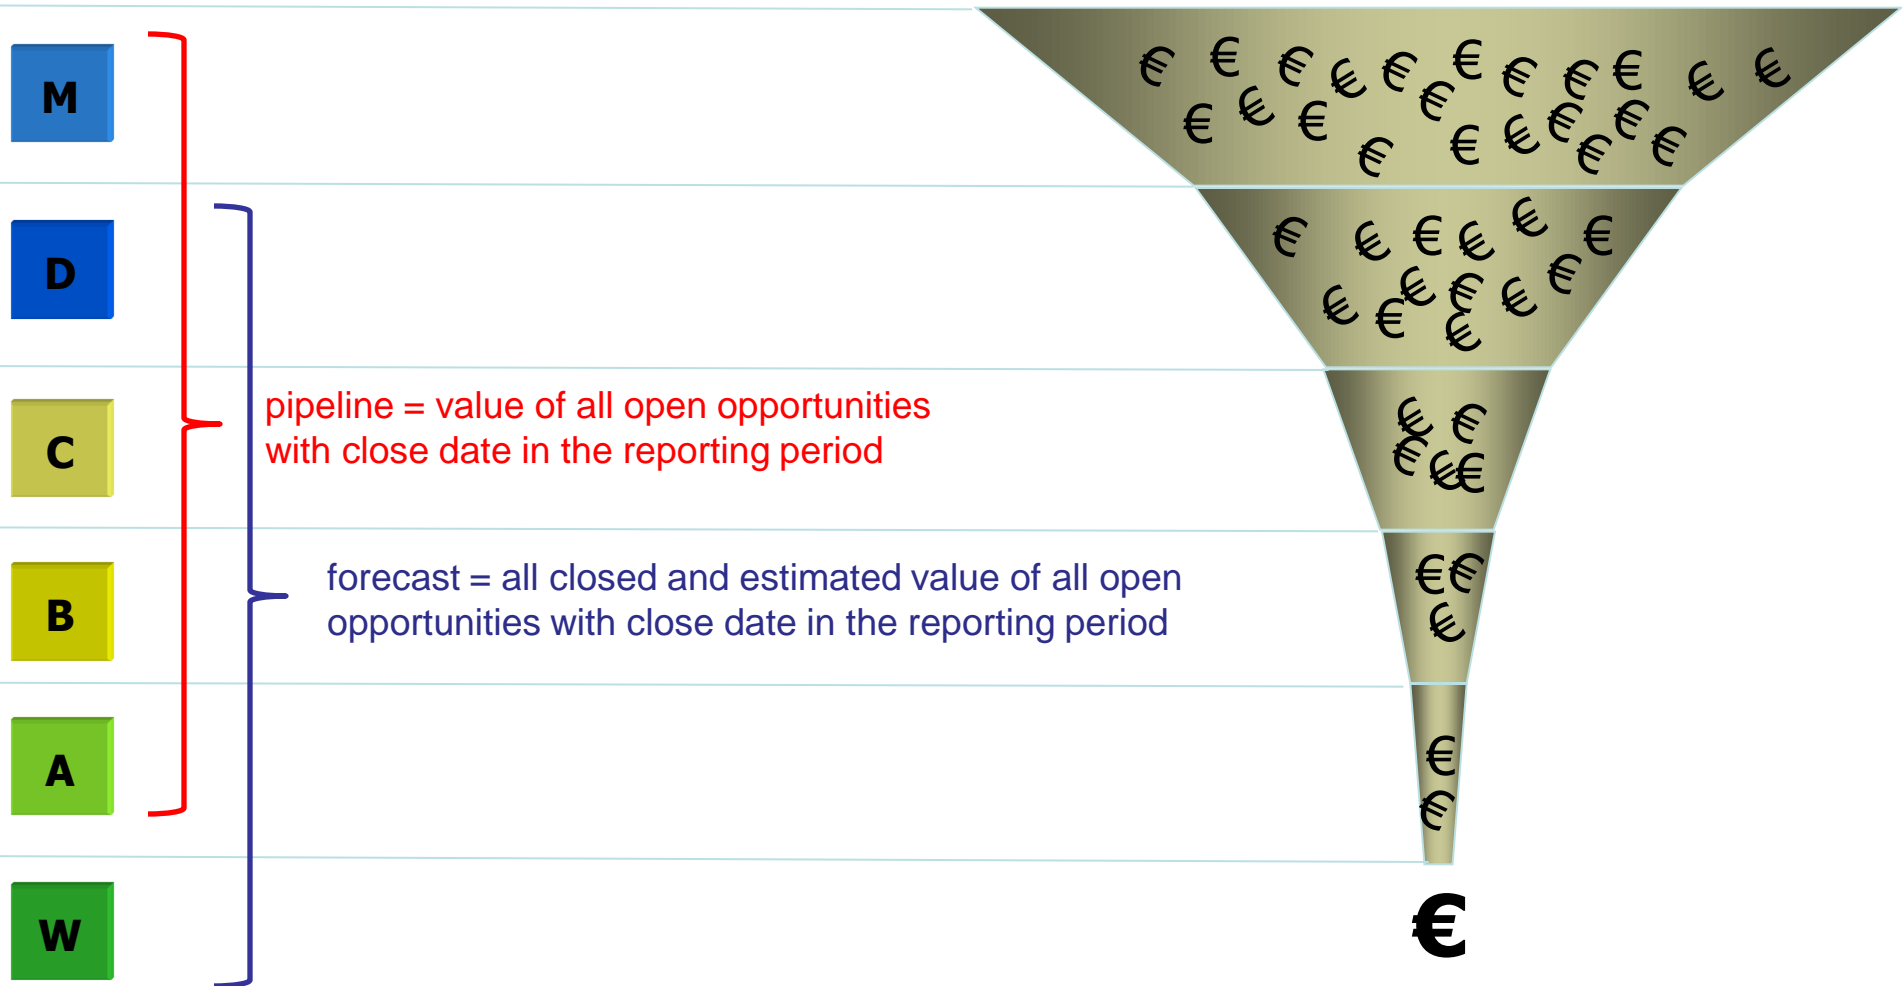 M
€ € € € € € € € € € €
€ € € € € € € € € € €
D
€ € € € € €
€ € € € € € €
C
€ €
€ € €
pipeline = value of all open opportunities
with close date in the reporting period
B
€ €
€
forecast = all closed and estimated value of all open
opportunities with close date in the reporting period
A
€
€
W
€